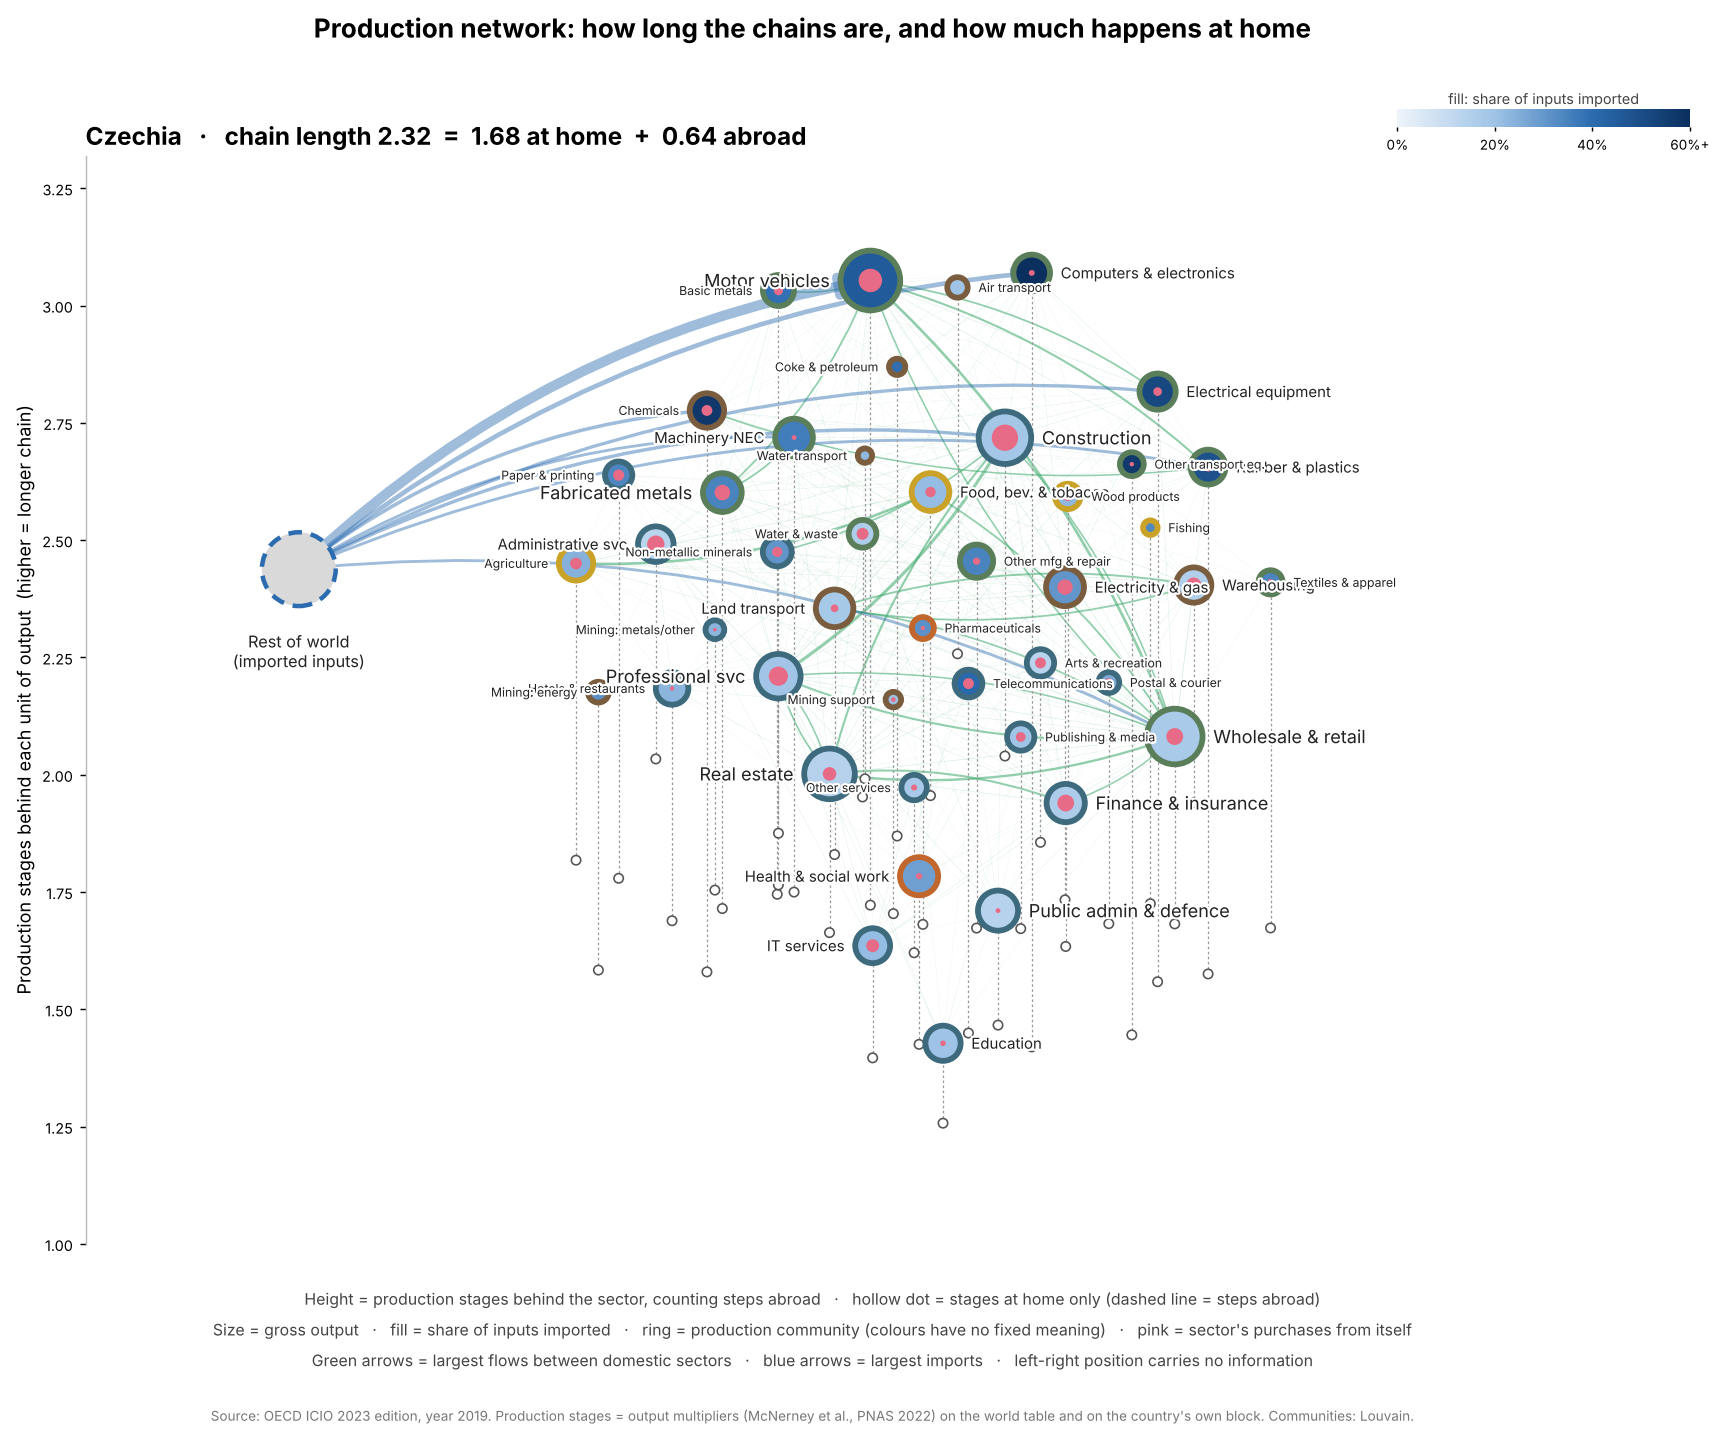 Production network: how long the chains are, and how much happens at home
fill: share of inputs imported
0% 20% 40% 60%+
Czechia · chain length 2.32 = 1.68 at home + 0.64 abroad
Production stages behind each unit of output (higher = longer chain)
3.25
3.00
2.75
2.50
2.25
2.00
1.75
1.50
1.25
1.00
Motor vehicles
Basic metals
Air transport
Computers & electronics
Coke & petroleum
Electrical equipment
Chemicals
Machinery NEC
Construction
Water transport
Other transport eq.
& plastics
Paper & printing
Fabricated metals
Food, bev. & tobac
Wood products
Fishing
Water & waste
Administrative svc
Non-metallic minerals
Agriculture
Other mfg & repair
Electricity & gas
Warehousing
Textiles & apparel
Land transport
Mining: metals/other
Pharmaceuticals
Arts & recreation
Professional svc
Telecommunications
Postal & courier
Hotels & restaurants
Mining: energy
Mining support
Publishing & media
Wholesale & retail
Real estate
Other services
Finance & insurance
Health & social work
Public admin & defence
IT services
Education
Rest of world
(imported inputs)
Height = production stages behind the sector, counting steps abroad · hollow dot = stages at home only (dashed line = steps abroad)
Size = gross output · fill = share of inputs imported · ring = production community (colours have no fixed meaning) · pink = sector's purchases from itself
Green arrows = largest flows between domestic sectors · blue arrows = largest imports · left-right position carries no information
Source: OECD ICIO 2023 edition, year 2019. Production stages = output multipliers (McNerney et al., PNAS 2022) on the world table and on the country's own block. Communities: Louvain.